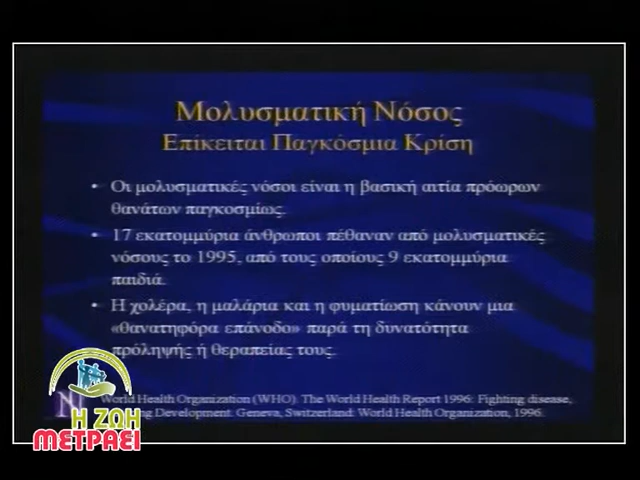 Μολυσματική Νόσος
Επίκειται Παγκόσμια Κρίση
• Οι μολυσματικές νόσοι είναι η βασική αιτία πρόωρων
θανάτων παγκοσμίως.
• 17 εκατομμύρια άνθρωποι πέθαναν από μολυσματικές
νόσους το 1995, από τους οποίους 9 εκατομμύρια
παιδιά.
• Η χολέρα, η μαλάρια και η φυματίωση κάνουν μια
«θανατηφόρα επάνοδο» παρά τη δυνατότητα
πρόληψής ή θεραπείας τους.
World Health Organization (WHO). The World Health Report 1996: Fighting disease,
Development. Geneva, Switzerland: World Health Organization, 1996.
Η ΖΩΗ
ΜΕΤΡΑΕΙ